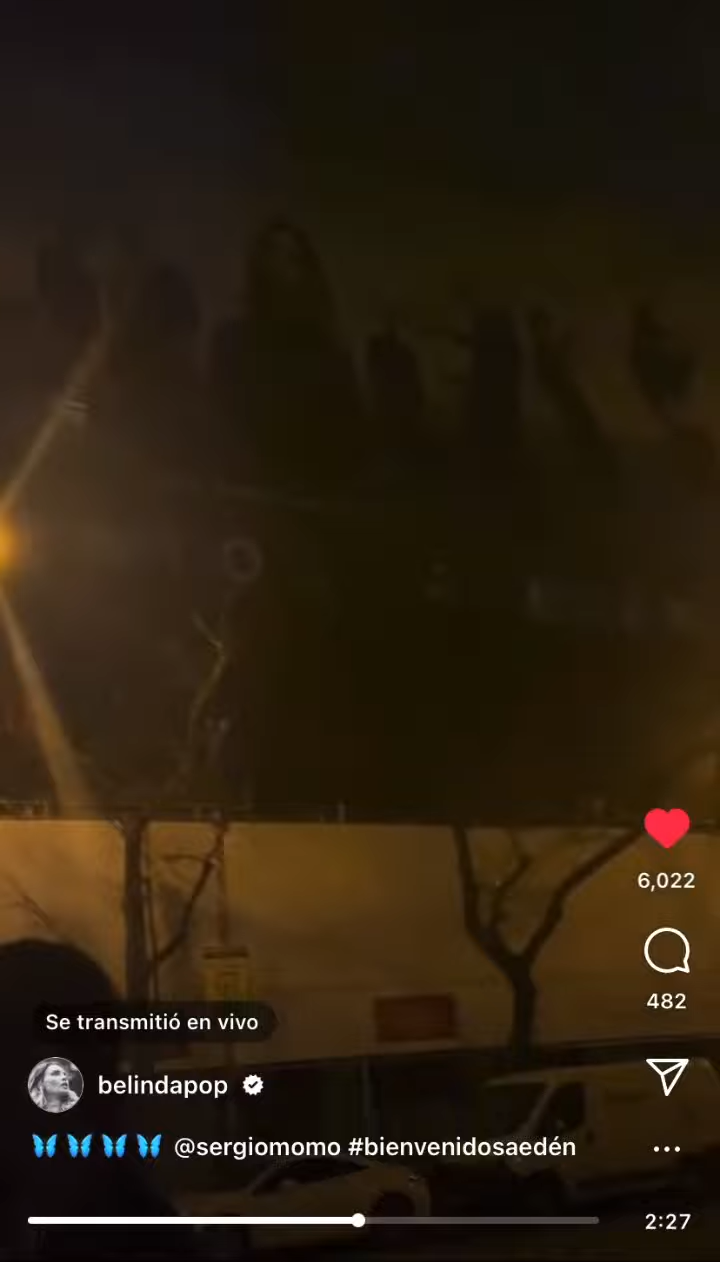 6,022
482
Se transmitió en vivo
belindapop
🦋🦋🦋🦋 @sergiomomo #bienvenidosaedén
2:27